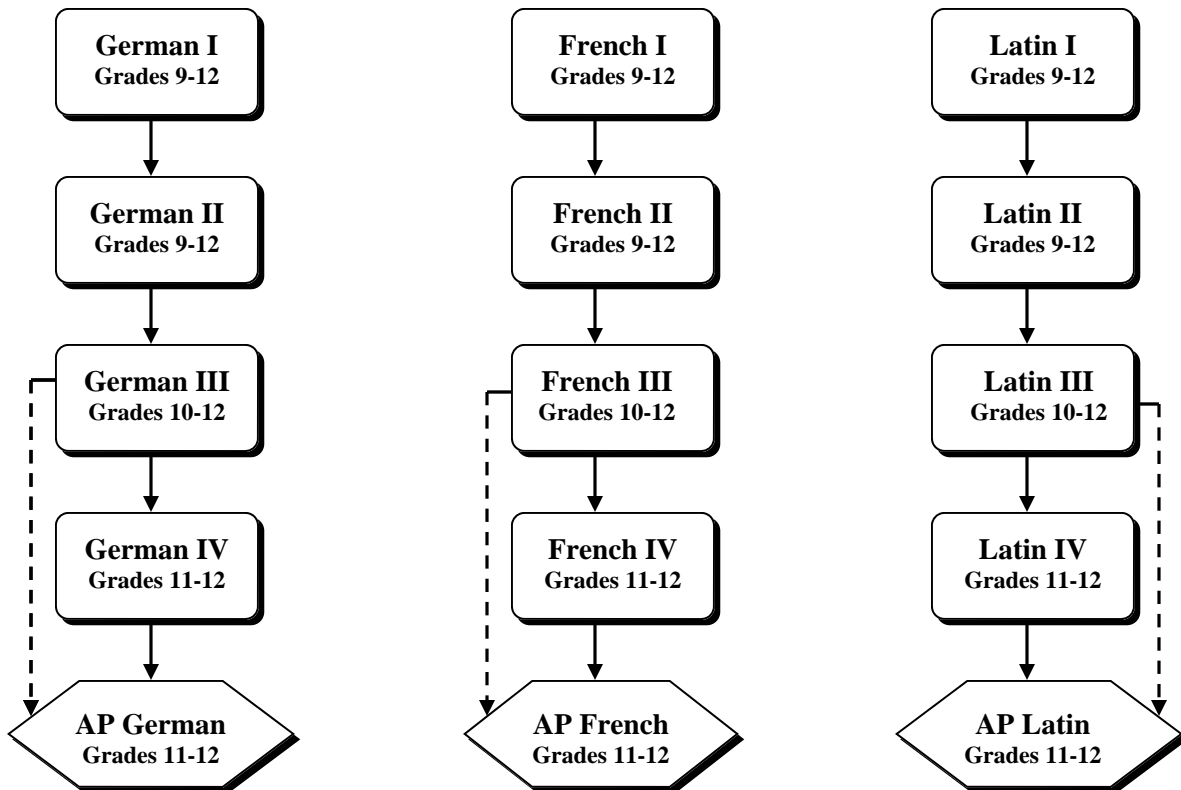 German I
Grades 9-12
French I
Grades 9-12
Latin I
Grades 9-12
German II
Grades 9-12
French II
Grades 9-12
Latin II
Grades 9-12
German III
Grades 10-12
French III
Grades 10-12
Latin III
Grades 10-12
German IV
Grades 11-12
French IV
Grades 11-12
Latin IV
Grades 11-12
AP German
Grades 11-12
AP French
Grades 11-12
AP Latin
Grades 11-12